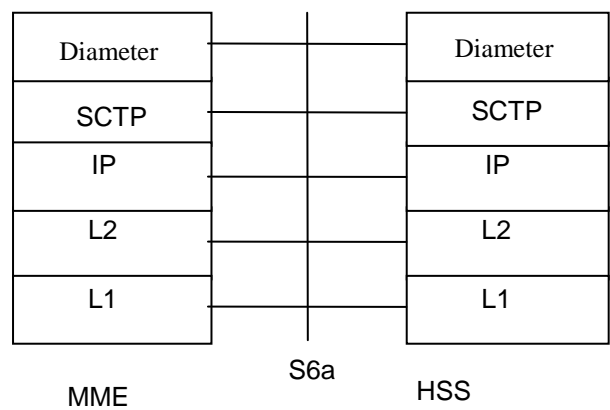 Diameter
Diameter
SCTP
SCTP
IP
IP
L2
L2
L1
L1
S6a
MME
HSS